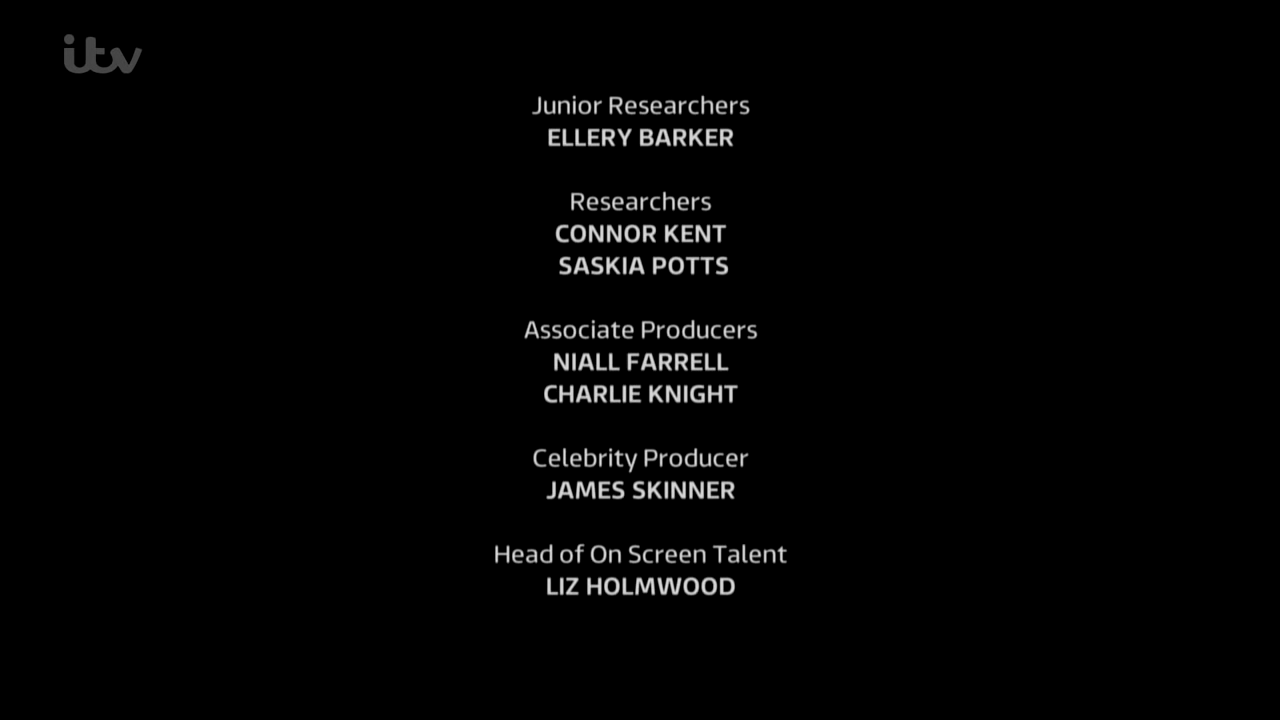 itv
Junior Researchers
ELLERY BARKER
Researchers
CONNOR KENT
SASKIA POTTS
Associate Producers
NIALL FARRELL
CHARLIE KNIGHT
Celebrity Producer
JAMES SKINNER
Head of On Screen Talent
LIZ HOLMWOOD